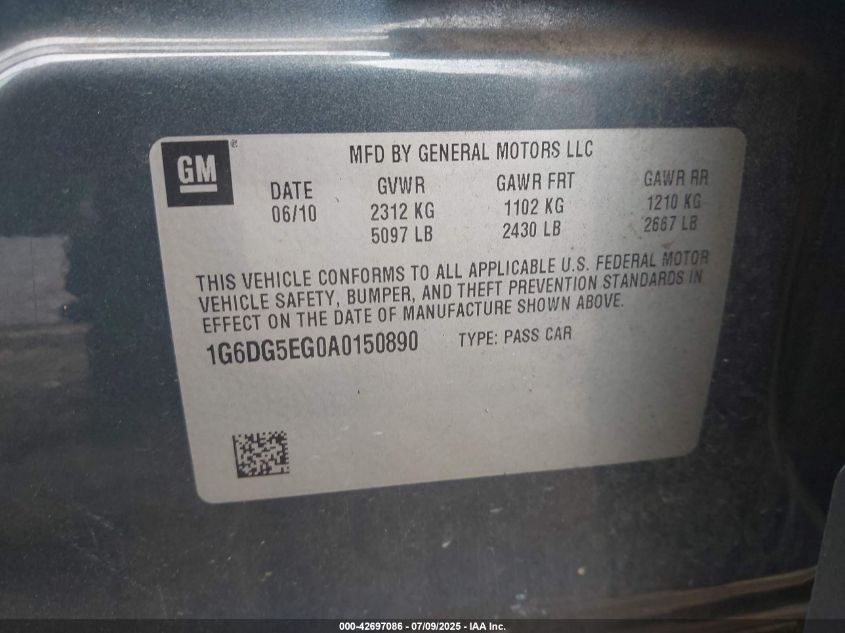 GM
MFD BY GENERAL MOTORS LLC
DATE GVWR GAWR FRT GAWR RR
06/10 2312 KG 1102 KG 1210 KG
5097 LB 2430 LB 2667 LB
THIS VEHICLE CONFORMS TO ALL APPLICABLE U.S. FEDERAL MOTOR
VEHICLE SAFETY, BUMPER, AND THEFT PREVENTION STANDARDS IN
EFFECT ON THE DATE OF MANUFACTURE SHOWN ABOVE.
1G6DG5EG0A0150890 TYPE: PASS CAR
000-42697086 - 07/09/2025 - IAA Inc.